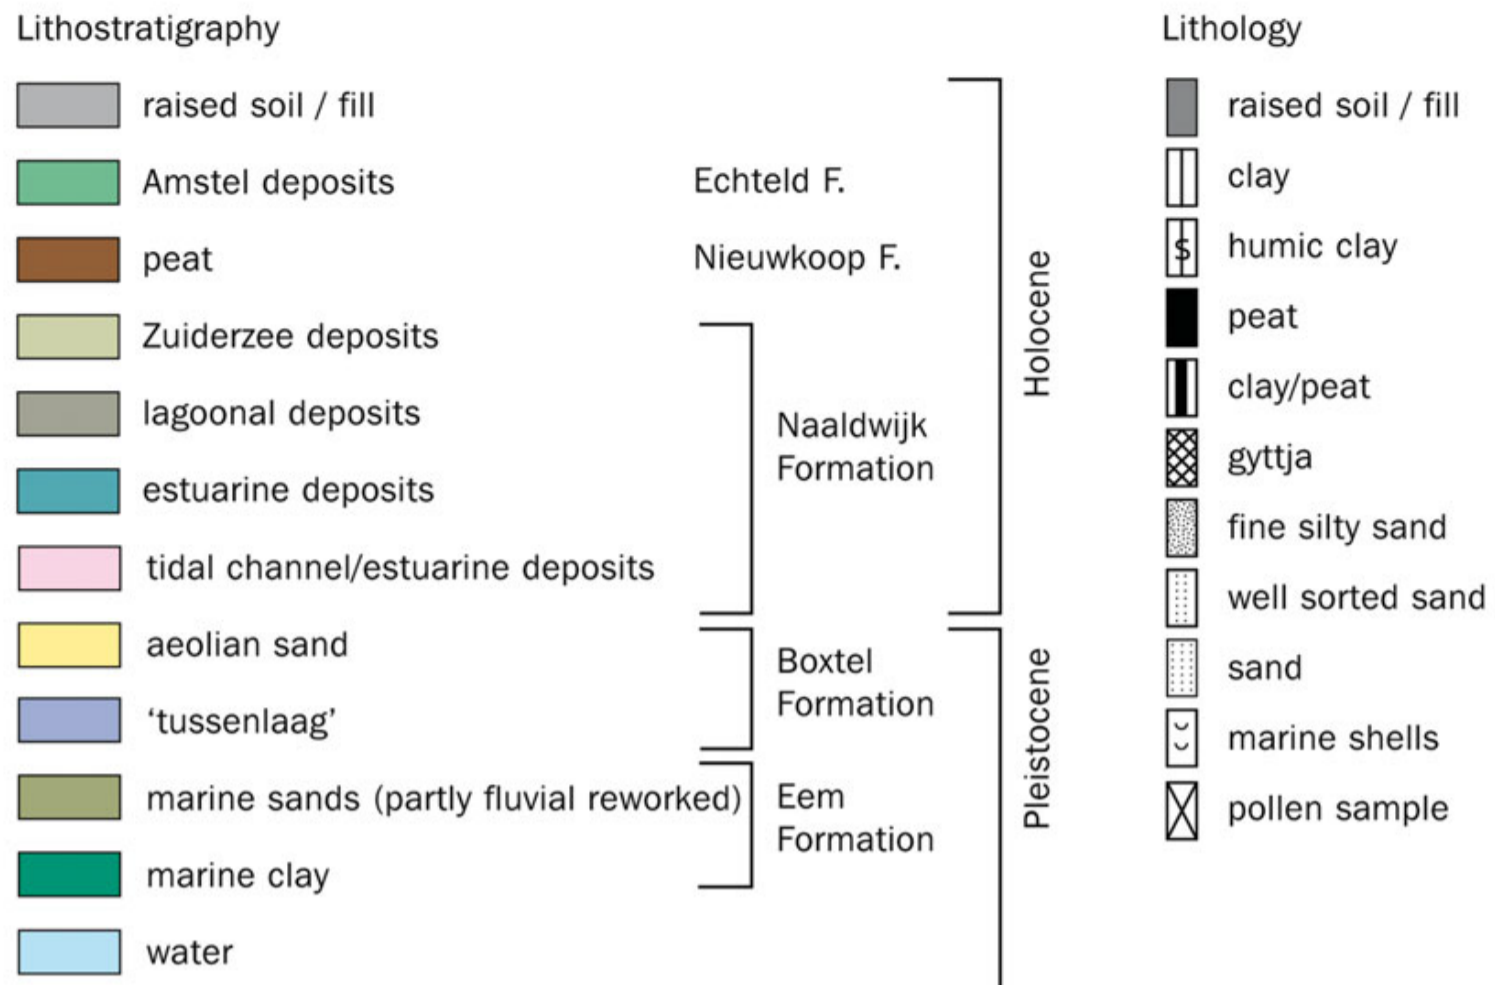 Lithostratigraphy
raised soil / fill
Amstel deposits
Echteld F.
peat
Nieuwkoop F.
Zuiderzee deposits
lagoonal deposits
estuarine deposits
tidal channel/estuarine deposits
Naaldwijk
Formation
Holocene
aeolian sand
‘tussenlaag’
Boxtel
Formation
marine sands (partly fluvial reworked)
marine clay
Eem
Formation
Pleistocene
water
Lithology
raised soil / fill
clay
$
humic clay
peat
clay/peat
gyttja
fine silty sand
well sorted sand
sand
marine shells
pollen sample